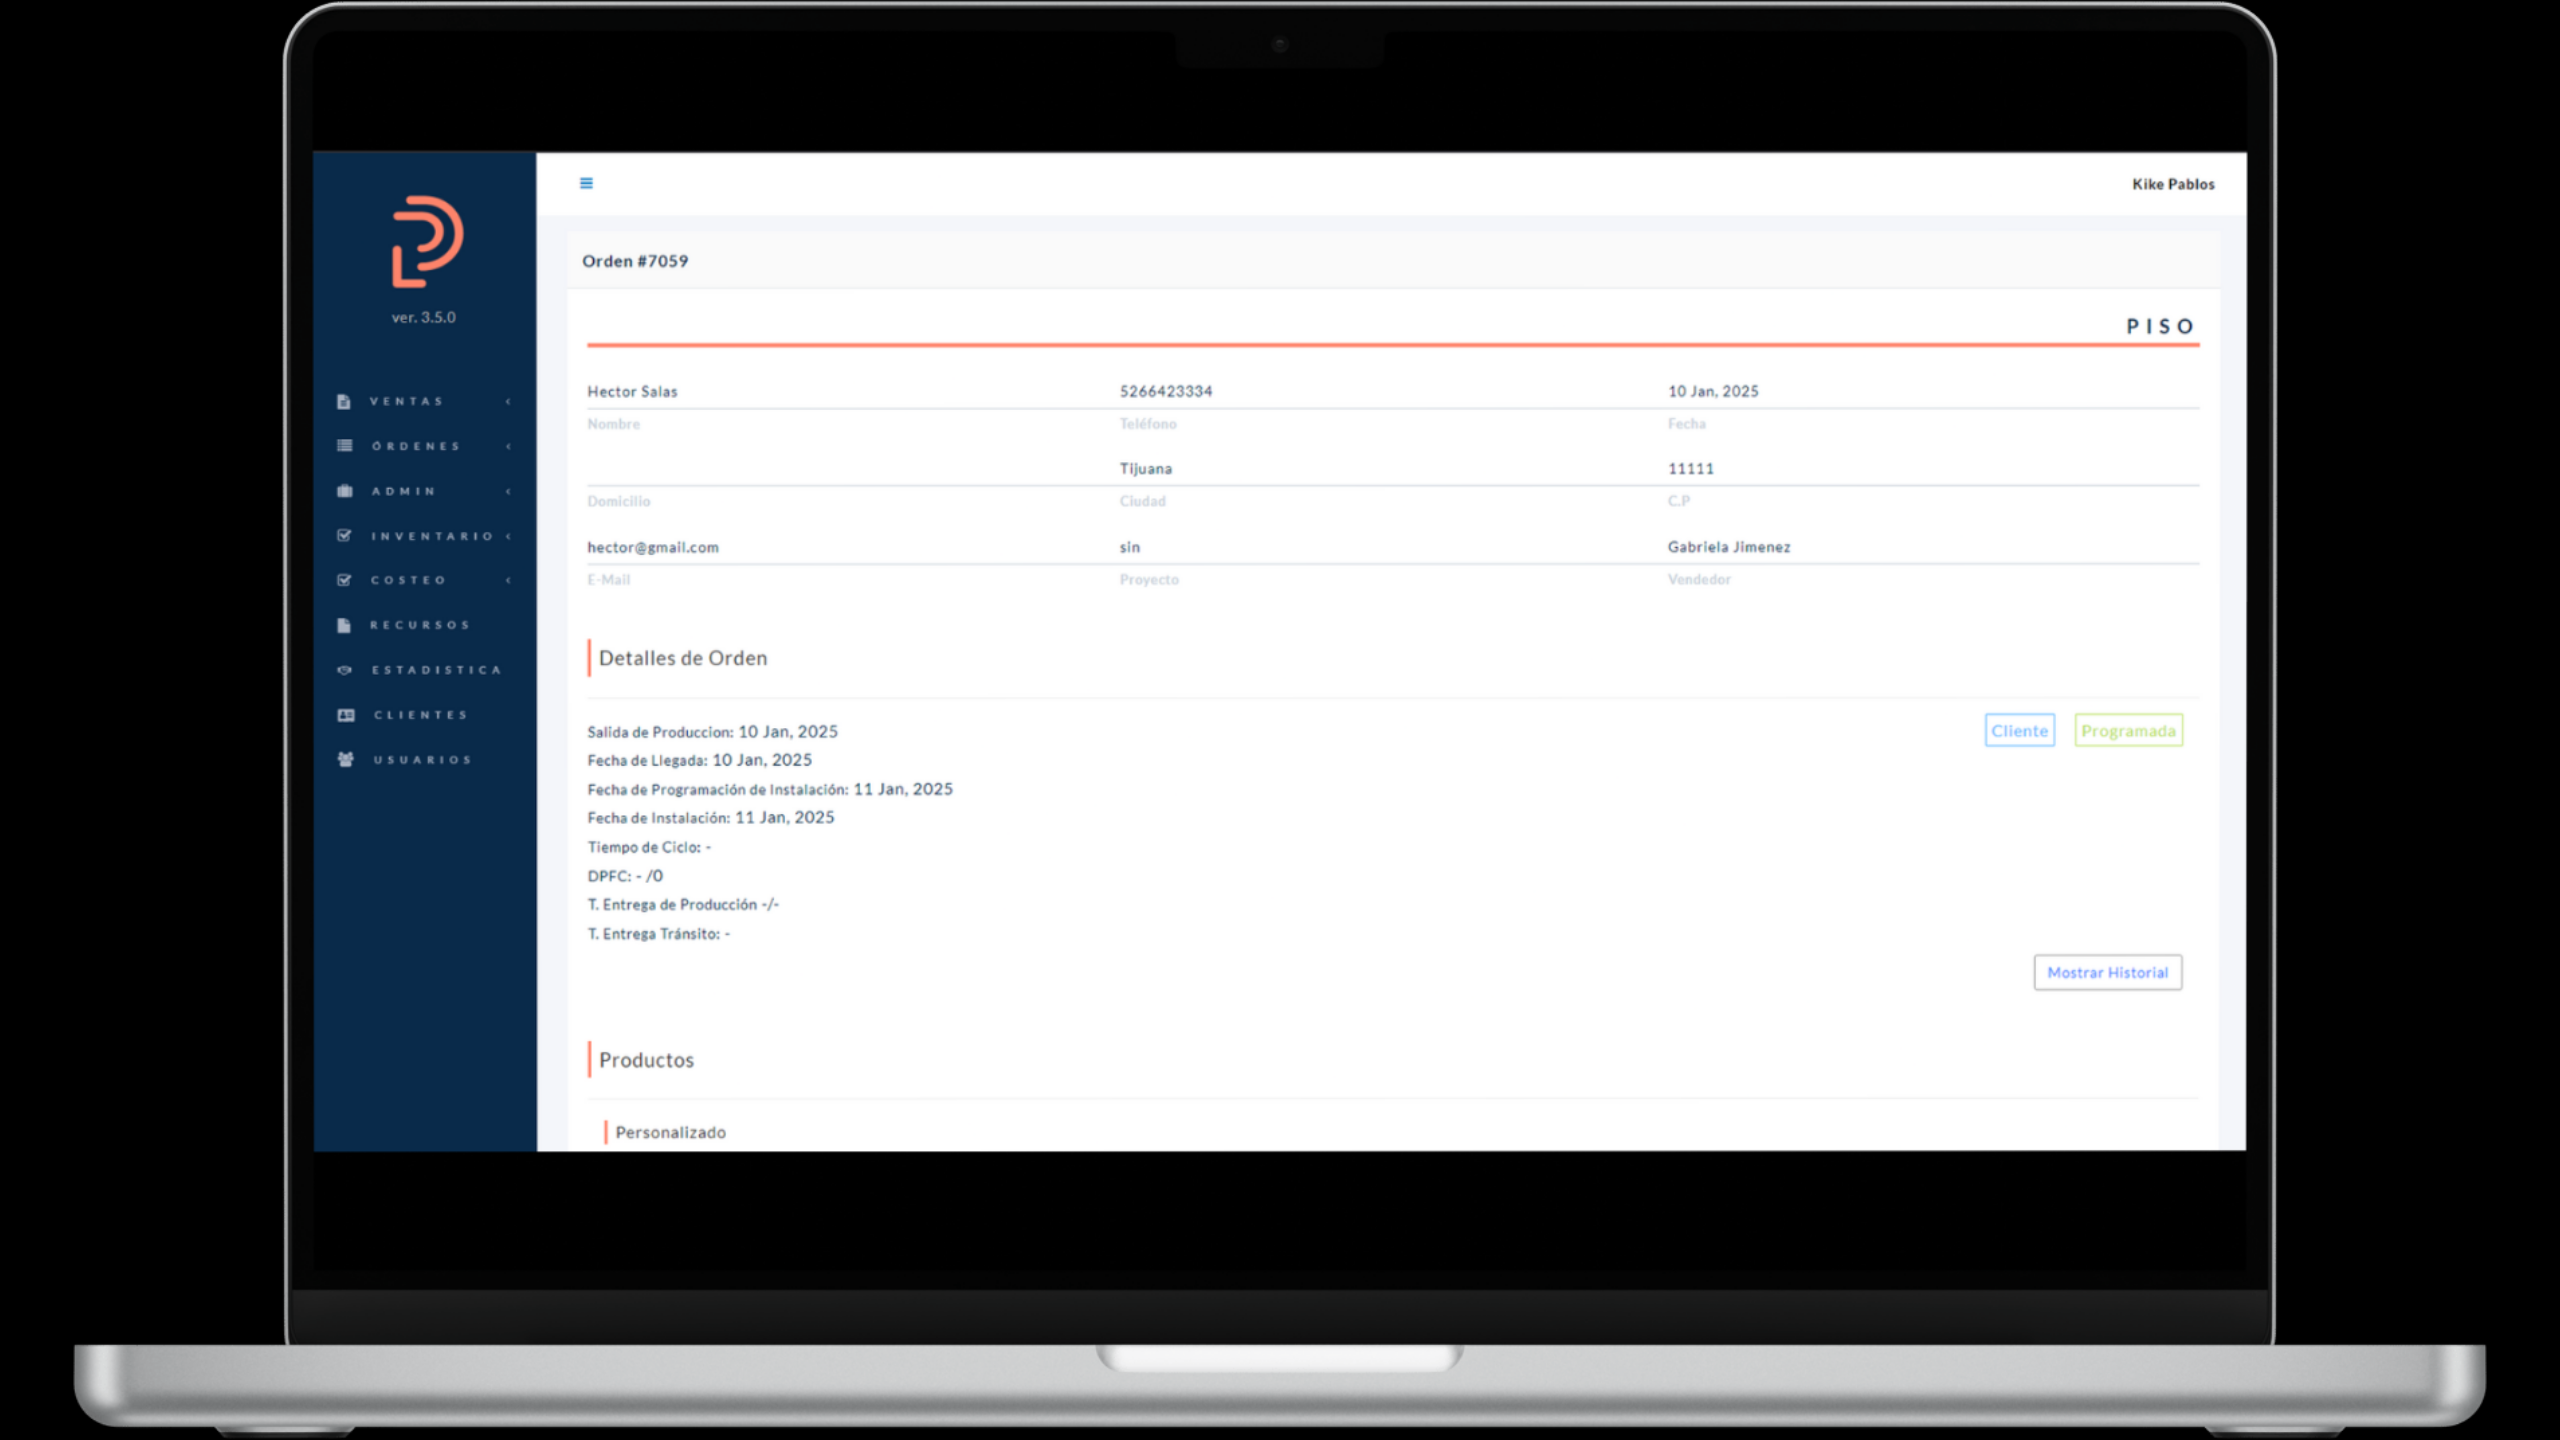 ver. 3.5.0
VENTAS
ÓRDENES
ADMIN
INVENTARIO
COSTEO
RECURSOS
ESTADISTICA
CLIENTES
USUARIOS
Kike Pablos
Orden #7059
PISO
Hector Salas 5266423334 10 Jan, 2025
Nombre Teléfono Fecha
Tijuana 11111
Domicilio Ciudad C.P
hector@gmail.com sin Gabriela Jimenez
E-Mail Proyecto Vendedor
Detalles de Orden
Salida de Produccion: 10 Jan, 2025
Cliente Programada
Fecha de Llegada: 10 Jan, 2025
Fecha de Programación de Instalación: 11 Jan, 2025
Fecha de Instalación: 11 Jan, 2025
Tiempo de Ciclo: -
DPFC: - /0
T. Entrega de Producción -/-
T. Entrega Tránsito: -
Mostrar Historial
Productos
Personalizado